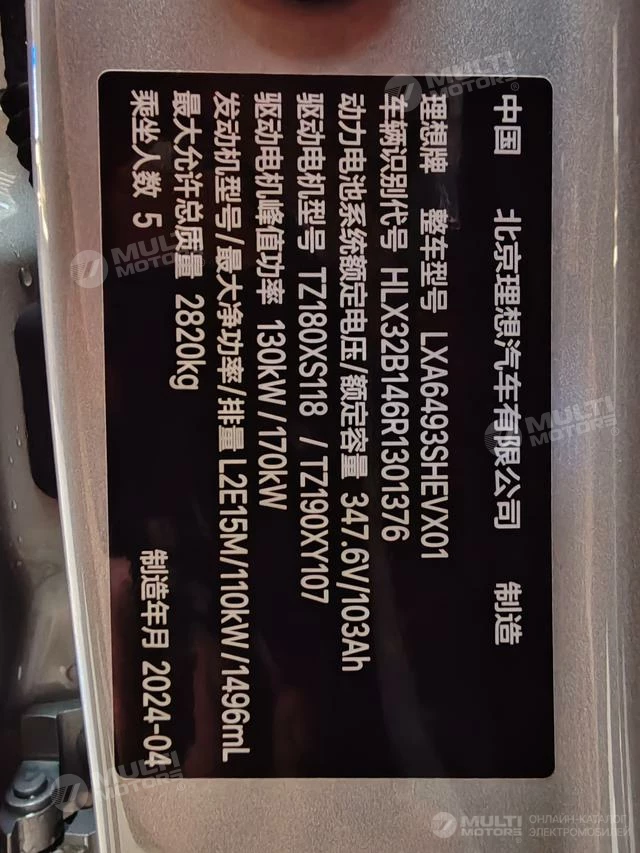 中国 北京理想汽车有限公司 制造
理想牌 整车型号 LXA6493SHEVX01
车辆识别代号 HLX32B146R1301376
动力电池系统额定电压/额定容量 347.6V/103Ah
驱动电机型号 TZ180XS118 / TZ190XY107
驱动电机峰值功率 130kW/170kW
发动机型号/最大净功率/排量 L2E15M/110kW/1496mL
最大允许总质量 2820kg
乘坐人数 5 制造年月 2024-04
MULTI MOTORS
MULTI MOTORS
MULTI MOTORS
MULTI MOTORS
MULTI MOTORS ОНЛАЙН-КАТАЛОГ ЭЛЕКТРОМОБИЛЕЙ